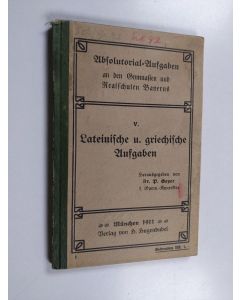 Absolutorial-Aufgaben
an den Gymnasien und
Realschulen Bayerns
V.
Lateinische u. griechische
Aufgaben
Herausgegeben von
Dr. P. Geyer
München 1911
Verlag von H. Hugendubel